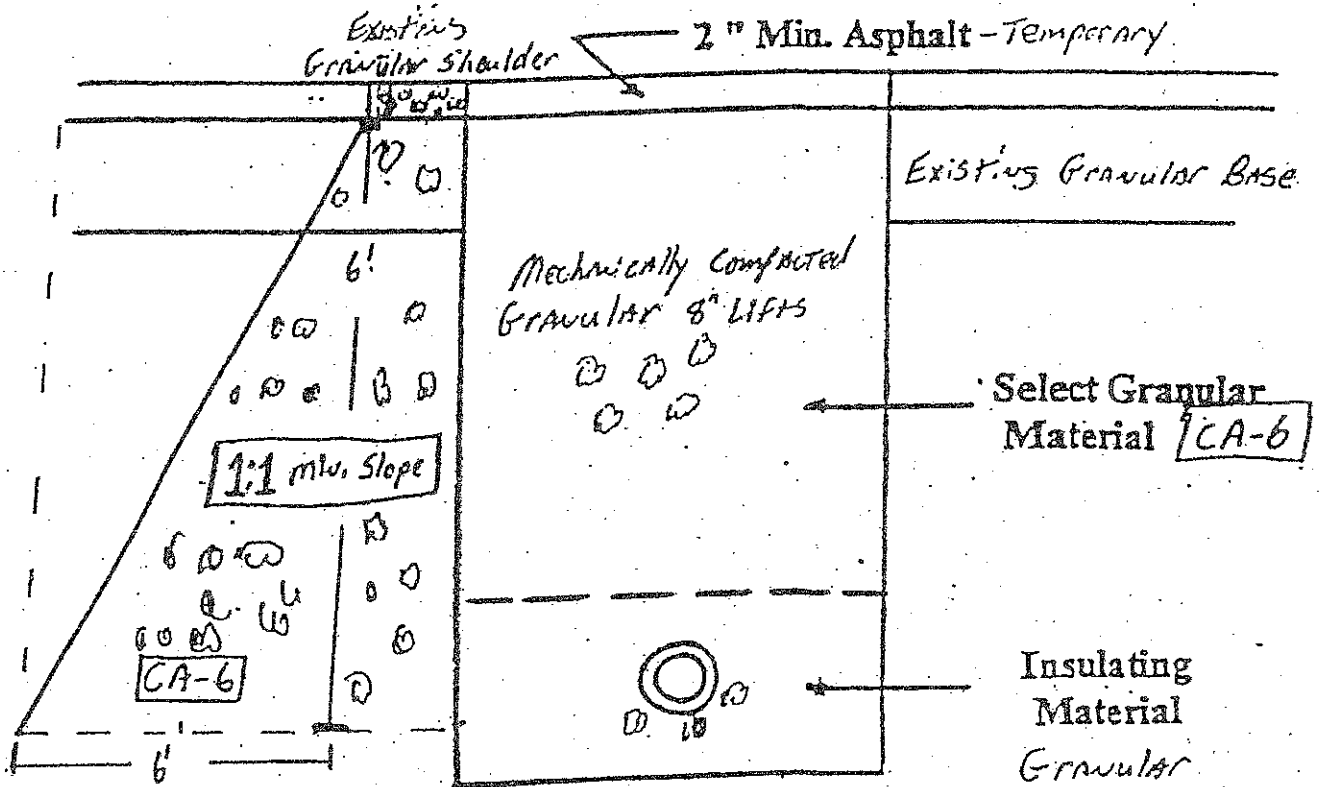 Existing
Granular Shoulder
2" Min. Asphalt - Temporary
Existing Granular Base
6'
Mechnically Compacted
Granular 8" Lifts
Select Granular
Material CA-6
1:1 min. Slope
CA-6
Insulating
Material
Granular
6'